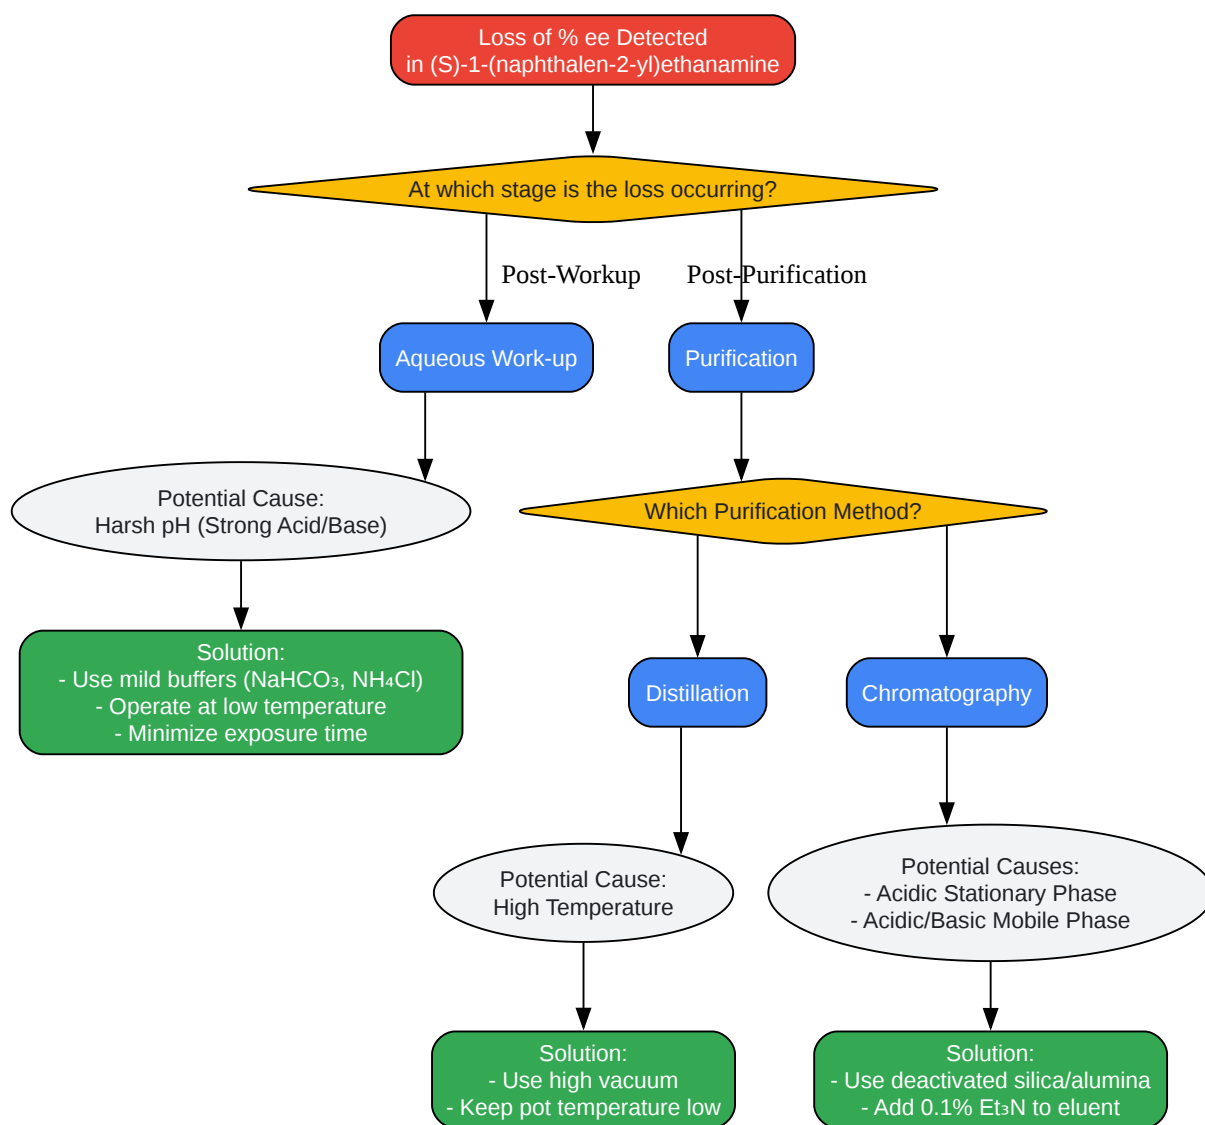 Loss of % ee Detected
in (S)-1-(naphthalen-2-yl)ethanamine
At which stage is the loss occurring?
Post-Workup
Post-Purification
Aqueous Work-up
Purification
Potential Cause:
Harsh pH (Strong Acid/Base)
Which Purification Method?
Solution:
- Use mild buffers (NaHCO₃, NH₄Cl)
- Operate at low temperature
- Minimize exposure time
Distillation
Chromatography
Potential Cause:
High Temperature
Potential Causes:
- Acidic Stationary Phase
- Acidic/Basic Mobile Phase
Solution:
- Use high vacuum
- Keep pot temperature low
Solution:
- Use deactivated silica/alumina
- Add 0.1% Et₃N to eluent